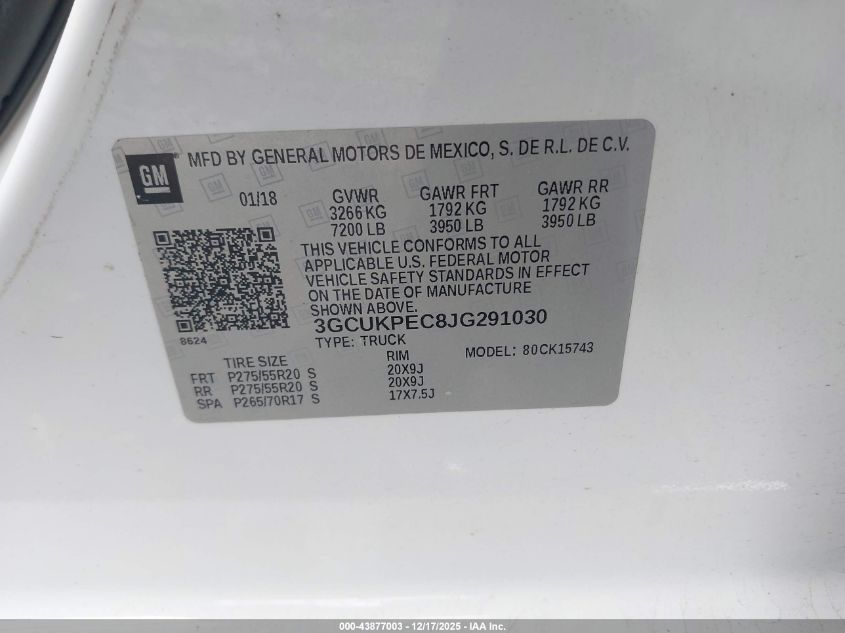 GM
MFD BY GENERAL MOTORS DE MEXICO, S. DE R.L. DE C.V.
01/18 GVWR GAWR FRT GAWR RR
3266 KG 1792 KG 1792 KG
7200 LB 3950 LB 3950 LB
THIS VEHICLE CONFORMS TO ALL
APPLICABLE U.S. FEDERAL MOTOR
VEHICLE SAFETY STANDARDS IN EFFECT
ON THE DATE OF MANUFACTURE
SHOWN ABOVE.
3GCUKPEC8JG291030
8624
TYPE: TRUCK MODEL: 80CK15743
TIRE SIZE RIM
FRT P275/55R20 S 20X9J
RR P275/55R20 S 20X9J
SPA P265/70R17 S 17X7.5J
000-43877003 - 12/17/2025 - IAA Inc.